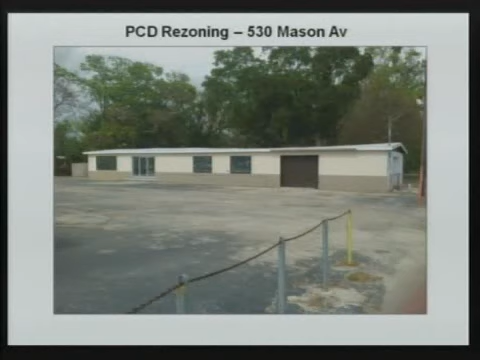 PCD Rezoning – 530 Mason Av